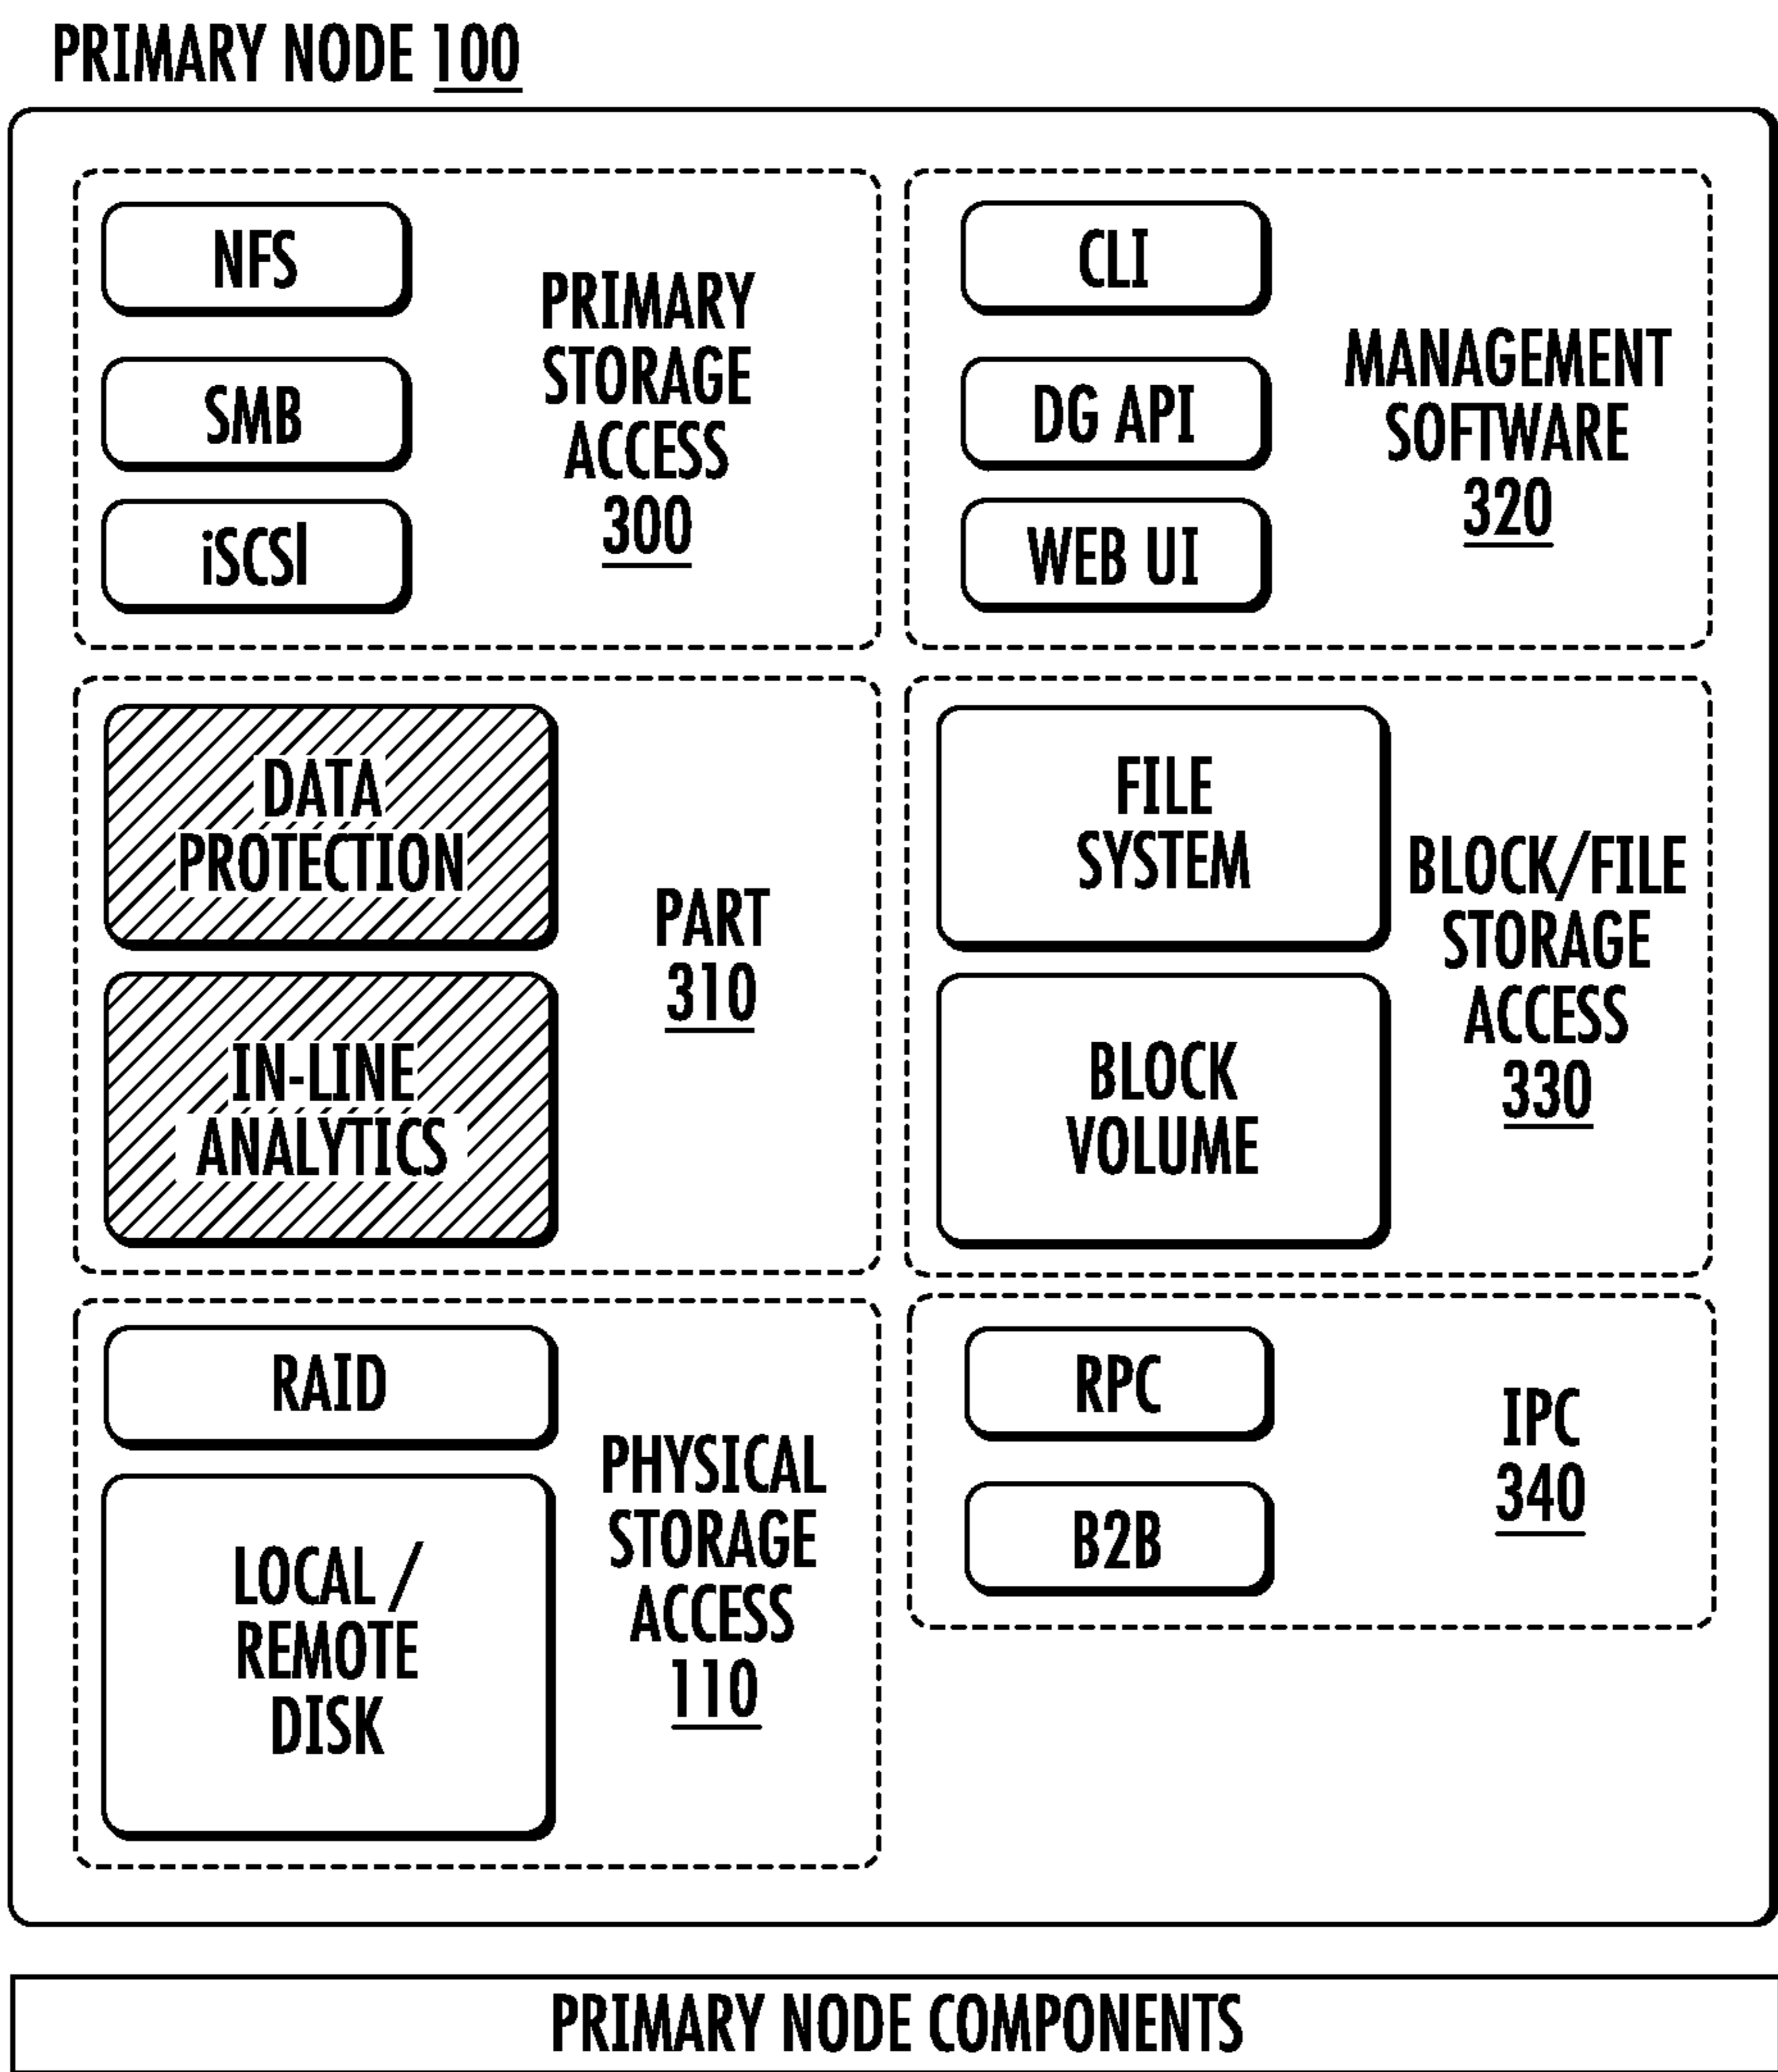 PRIMARY NODE 100
NFS
SMB
iSCSI
PRIMARY
STORAGE
ACCESS
300
CLI
DG API
WEB UI
MANAGEMENT
SOFTWARE
320
DATA
PROTECTION
IN-LINE
ANALYTICS
PART
310
FILE
SYSTEM
BLOCK
VOLUME
BLOCK/FILE
STORAGE
ACCESS
330
RAID
LOCAL/
REMOTE
DISK
PHYSICAL
STORAGE
ACCESS
110
RPC
B2B
IPC
340
PRIMARY NODE COMPONENTS